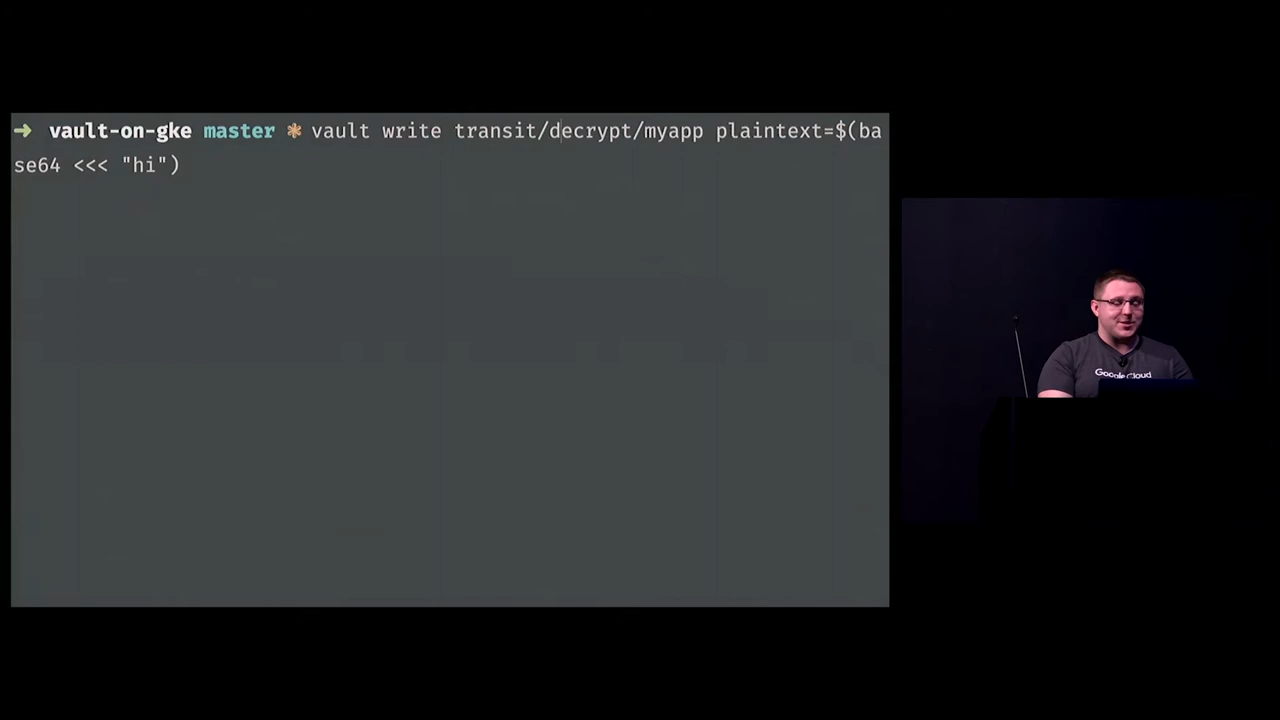 ➜ vault-on-gke master ✽ vault write transit/decrypt/myapp plaintext=$(ba
se64 <<< "hi")
Google Cloud